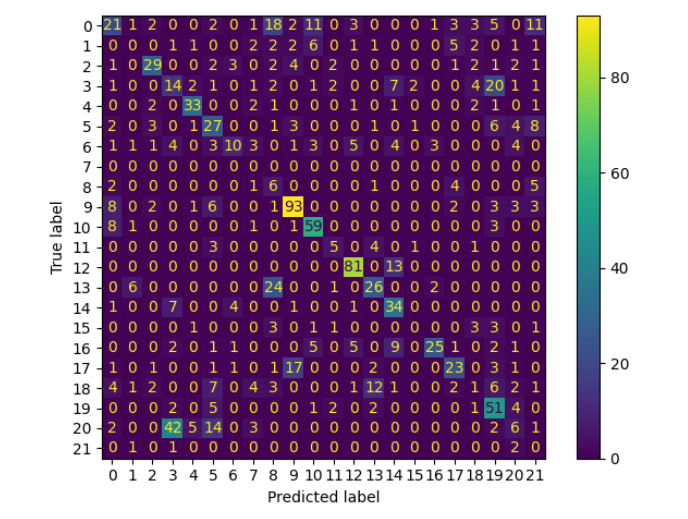 0 21 1 2 0 0 2 0 1 18 2 11 0 3 0 0 0 1 3 3 5 0 11
1 0 0 0 1 1 0 0 2 2 2 6 0 1 1 0 0 0 5 2 0 1 1
2 1 0 29 0 0 2 3 0 2 4 0 2 0 0 0 0 0 1 2 1 2 1
3 1 0 0 14 2 1 0 1 2 0 1 2 0 0 7 2 0 0 4 20 1 1
4 0 0 2 0 33 0 0 2 1 0 0 0 1 0 1 0 0 0 2 1 0 1
5 2 0 3 0 1 27 0 0 1 3 0 0 0 1 0 1 0 0 0 6 4 8
6 1 1 1 4 0 3 10 3 0 1 3 0 5 0 4 0 3 0 0 0 4 0
7 0 0 0 0 0 0 0 0 0 0 0 0 0 0 0 0 0 0 0 0 0 0
8 2 0 0 0 0 0 0 1 6 0 0 0 0 1 0 0 0 4 0 0 0 5
9 8 0 2 0 1 6 0 0 1 93 0 0 0 0 0 0 0 2 0 3 3 3
10 8 1 0 0 0 0 0 1 0 1 59 0 0 0 0 0 0 0 0 3 0 0
11 0 0 0 0 0 3 0 0 0 0 0 5 0 4 0 1 0 0 1 0 0 0
12 0 0 0 0 0 0 0 0 0 0 0 0 81 0 13 0 0 0 0 0 0 0
13 0 6 0 0 0 0 0 0 24 0 0 1 0 26 0 0 2 0 0 0 0 0
14 1 0 0 7 0 0 4 0 0 1 0 0 1 0 34 0 0 0 0 0 0 0
15 0 0 0 0 1 0 0 0 3 0 1 1 0 0 0 0 0 0 3 3 0 1
16 0 0 0 2 0 1 1 0 0 0 5 0 5 0 9 0 25 1 0 2 1 0
17 1 0 1 0 0 1 1 0 1 17 0 0 0 2 0 0 0 23 0 3 1 0
18 4 1 2 0 0 7 0 4 3 0 0 0 1 12 1 0 0 2 1 6 2 1
19 0 0 0 2 0 5 0 0 0 0 1 2 0 2 0 0 0 0 1 51 4 0
20 2 0 0 42 5 14 0 3 0 0 0 0 0 0 0 0 0 0 0 2 6 1
21 0 1 0 1 0 0 0 0 0 0 0 0 0 0 0 0 0 0 0 0 2 0
0 1 2 3 4 5 6 7 8 9 10 11 12 13 14 15 16 17 18 19 20 21
Predicted label
True label
80
60
40
20
0